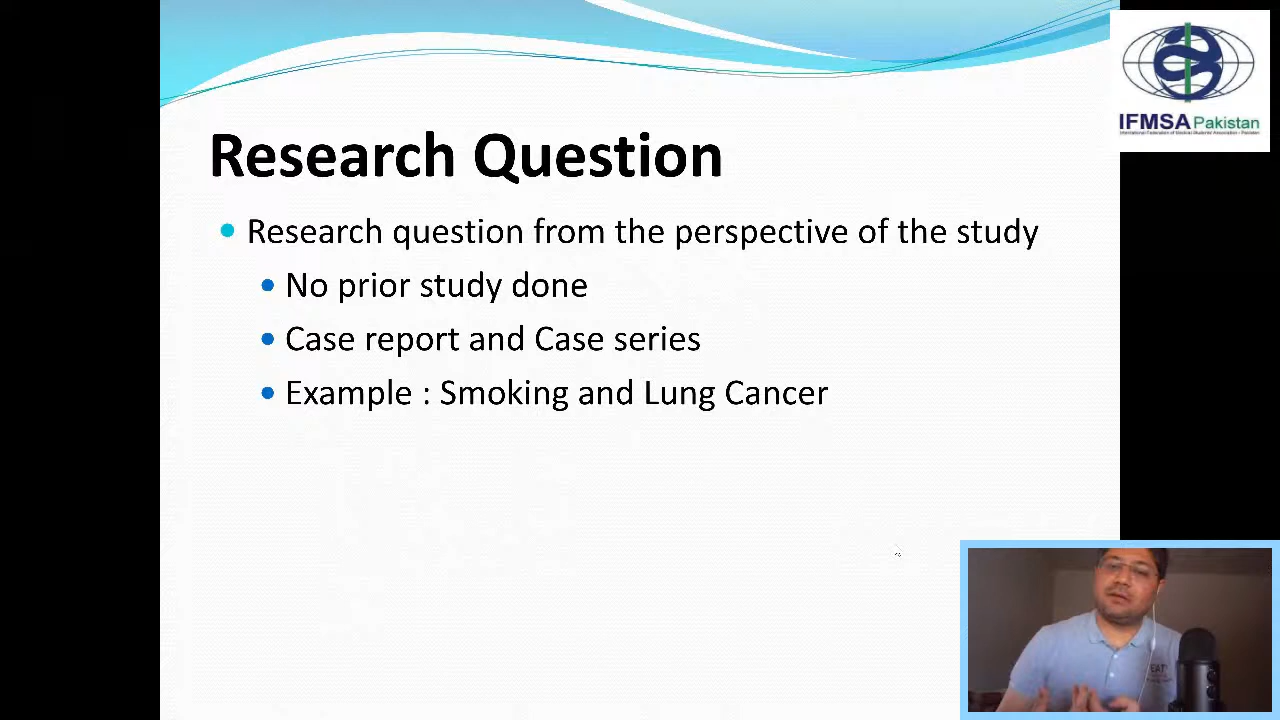 Research Question
Research question from the perspective of the study
No prior study done
Case report and Case series
Example : Smoking and Lung Cancer
IFMSA Pakistan